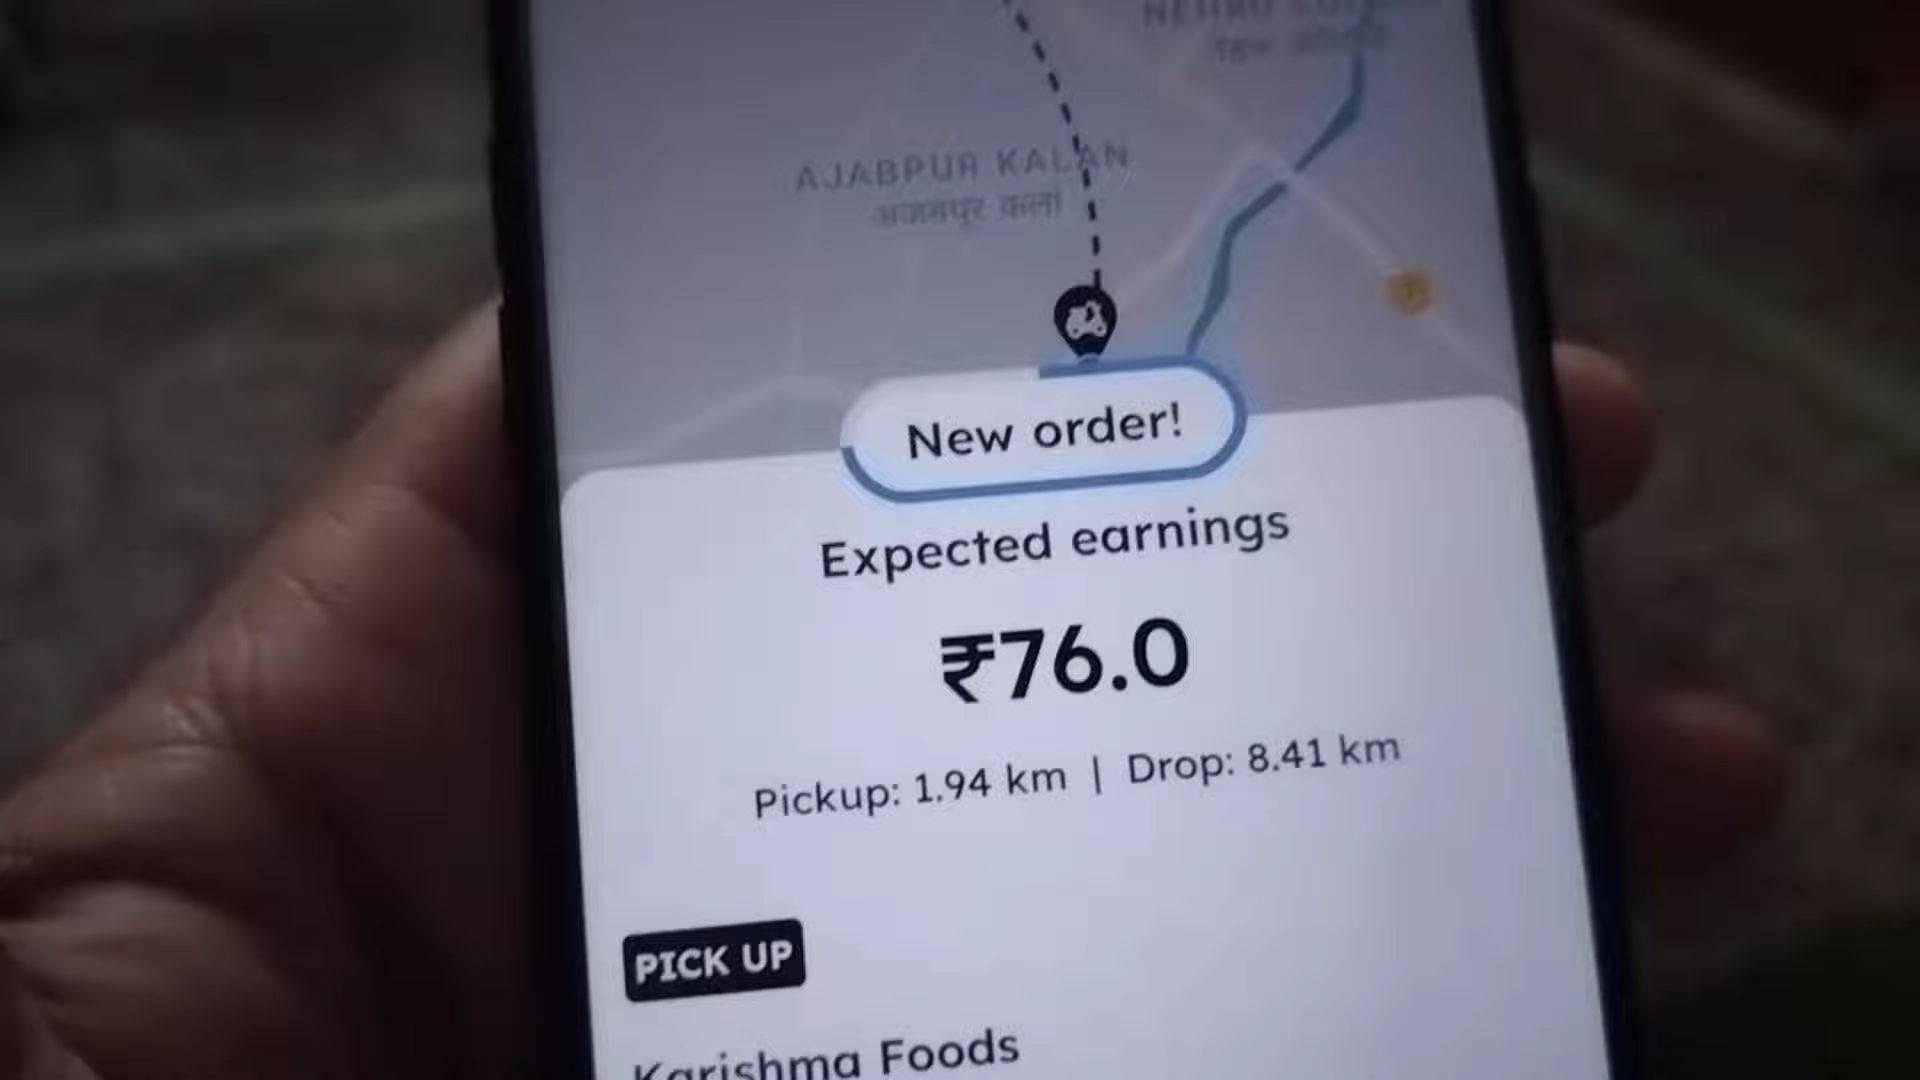 NEHRU
AJABPUR KALAN
अजबपुर कलां
New order!
Expected earnings
₹76.0
Pickup: 1.94 km | Drop: 8.41 km
PICK UP
Karishma Foods